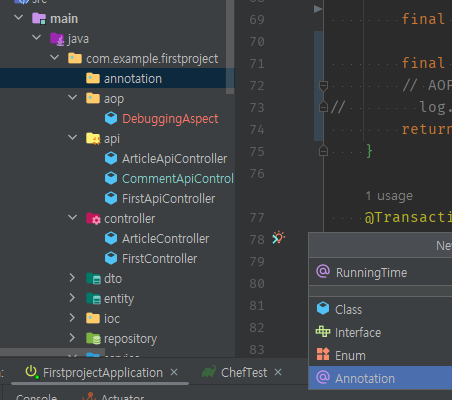 src
main
java
com.example.firstproject
annotation
aop
DebuggingAspect
api
ArticleApiController
CommentApiControl
FirstApiController
controller
ArticleController
FirstController
dto
entity
ioc
repository
service
69 final
70
71 final
72 // AOP
73 // log.
74 return
75 }
76
1 usage
77 @Transacti
78
79
80
81
82
83
Ne
RunningTime
Class
Interface
Enum
Annotation
: FirstprojectApplication × ChefTest ×
Console Actuator